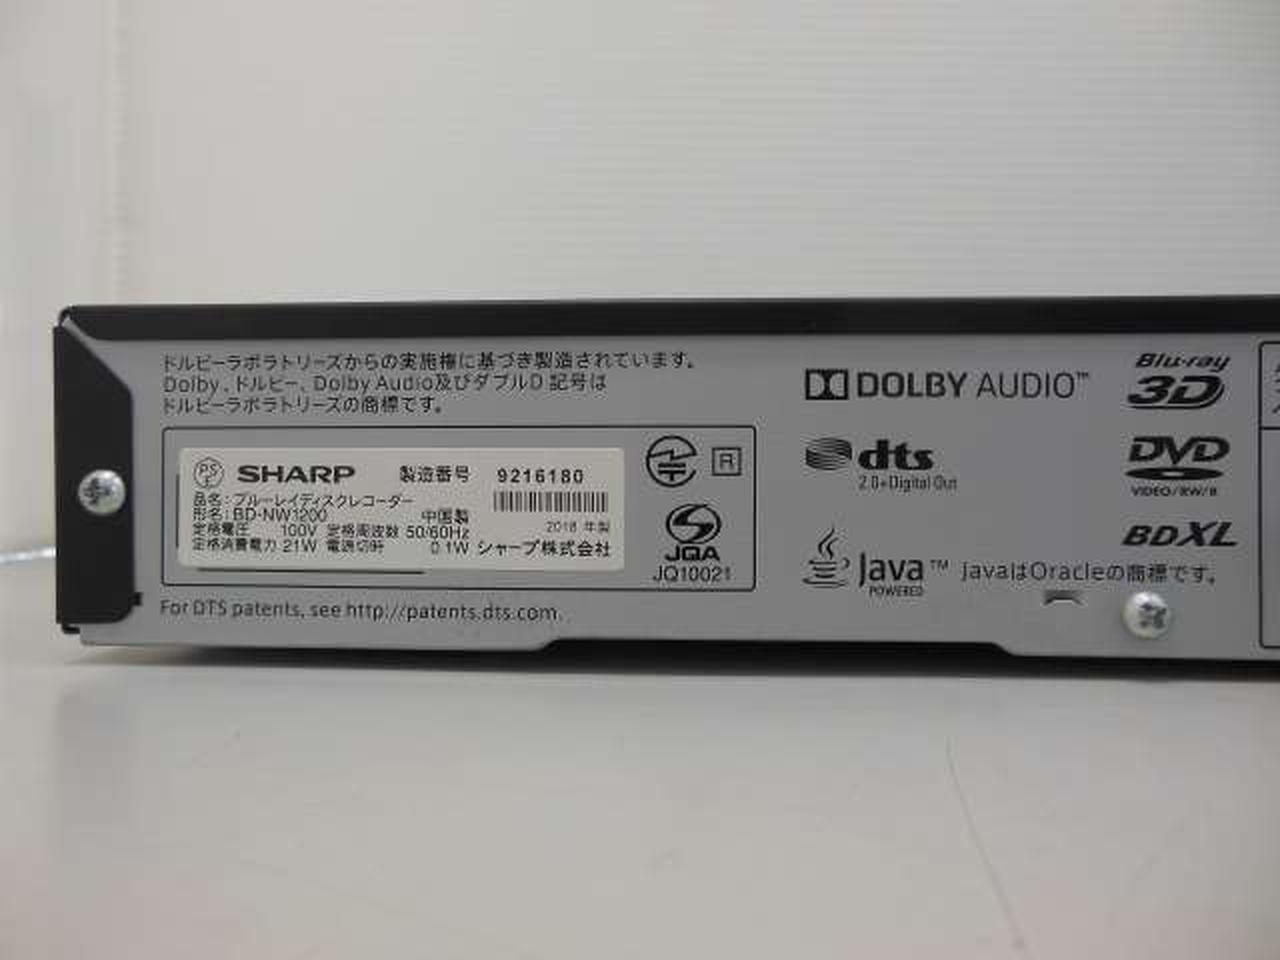 ドルビーラボラトリーズからの実施権に基づき製造されています。
Dolby、ドルビー、Dolby Audio及びダブルD 記号は
ドルビーラボラトリーズの商標です。
PS
E
SHARP 製造番号 9216180
品名:ブルーレイディスクレコーダー
形名:BD-NW1200 中国製
定格電圧 100V 定格周波数 50/60Hz 2018 年製
定格消費電力 21W 電源切時 0.1W シャープ株式会社
R
JQA
JQ10021
For DTS patents, see http://patents.dts.com.
DOLBY AUDIO™
dts
2.0+Digital Out
Java™ JavaはOracleの商標です。
POWERED
Blu-ray
3D
DVD
VIDEO/RW/R
BDXL